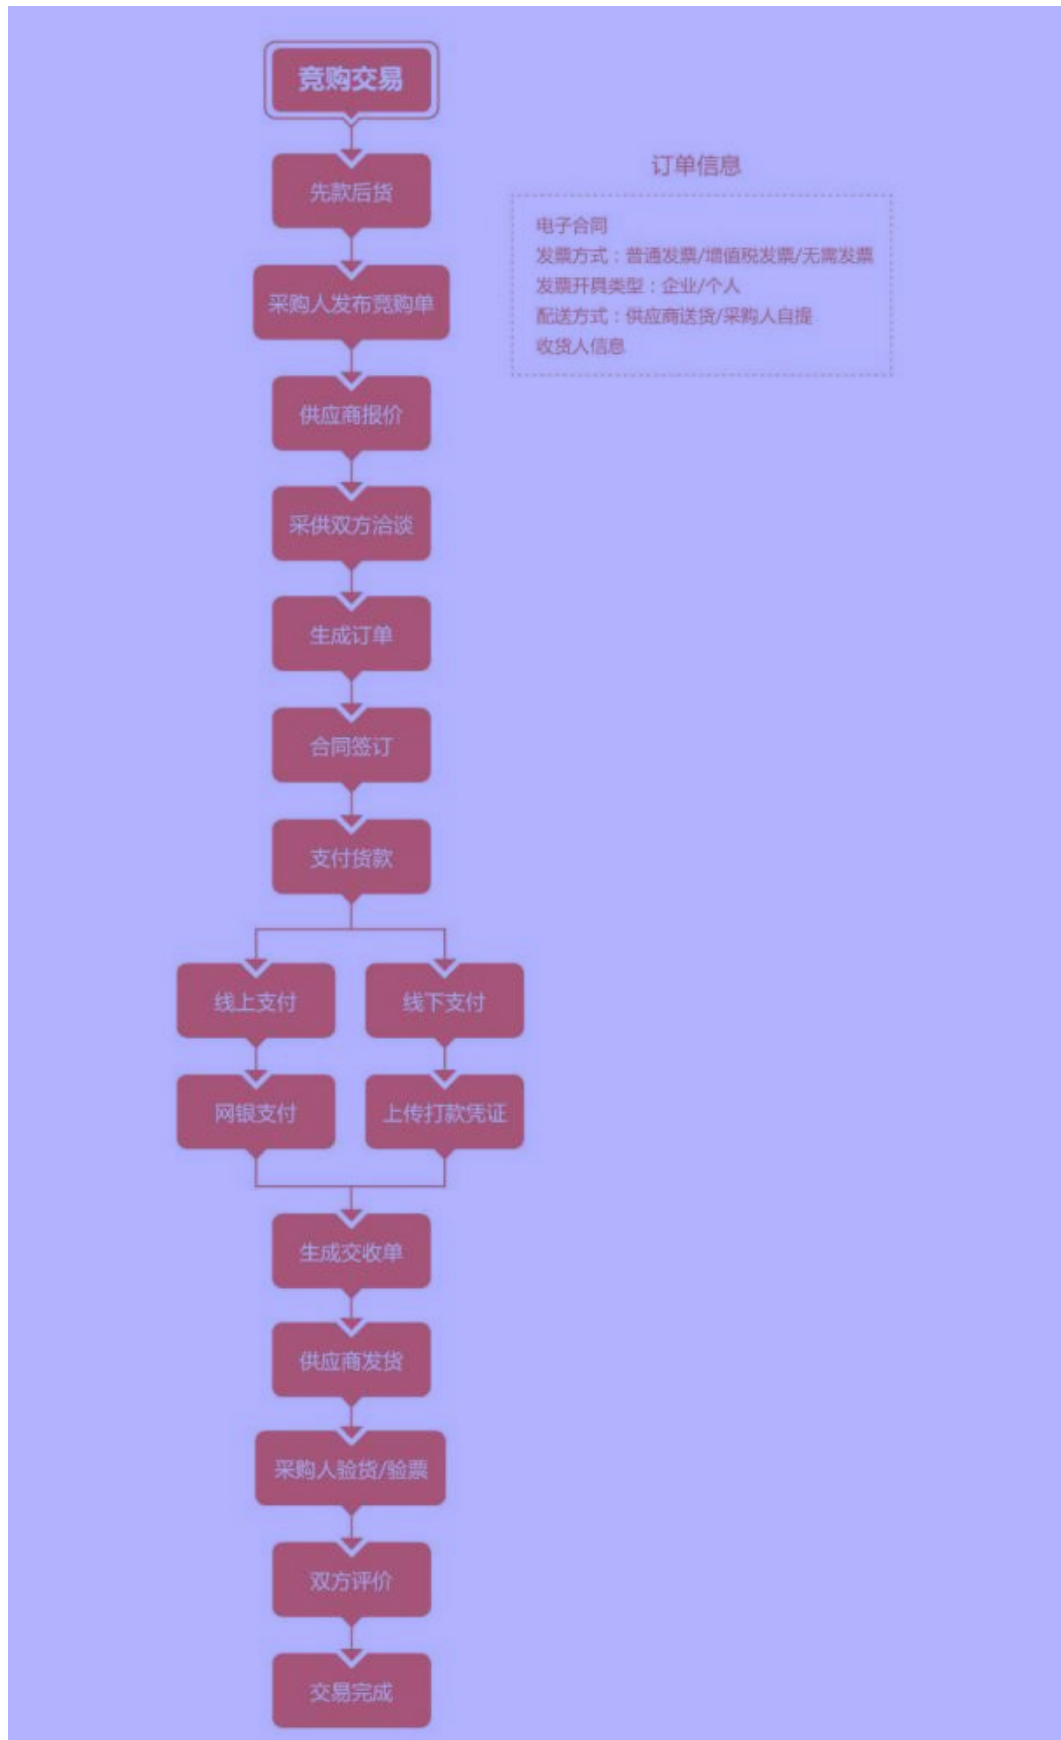 竞购交易
先款后货
订单信息
电子合同
发票方式：普通发票/增值税发票/无需发票
发票开具类型：企业/个人
配送方式：供应商送货/采购人自提
收货人信息
采购人发布竞购单
供应商报价
采供双方洽谈
生成订单
合同签订
支付货款
线上支付
线下支付
网银支付
上传打款凭证
生成交收单
供应商发货
采购人验货/验票
双方评价
交易完成